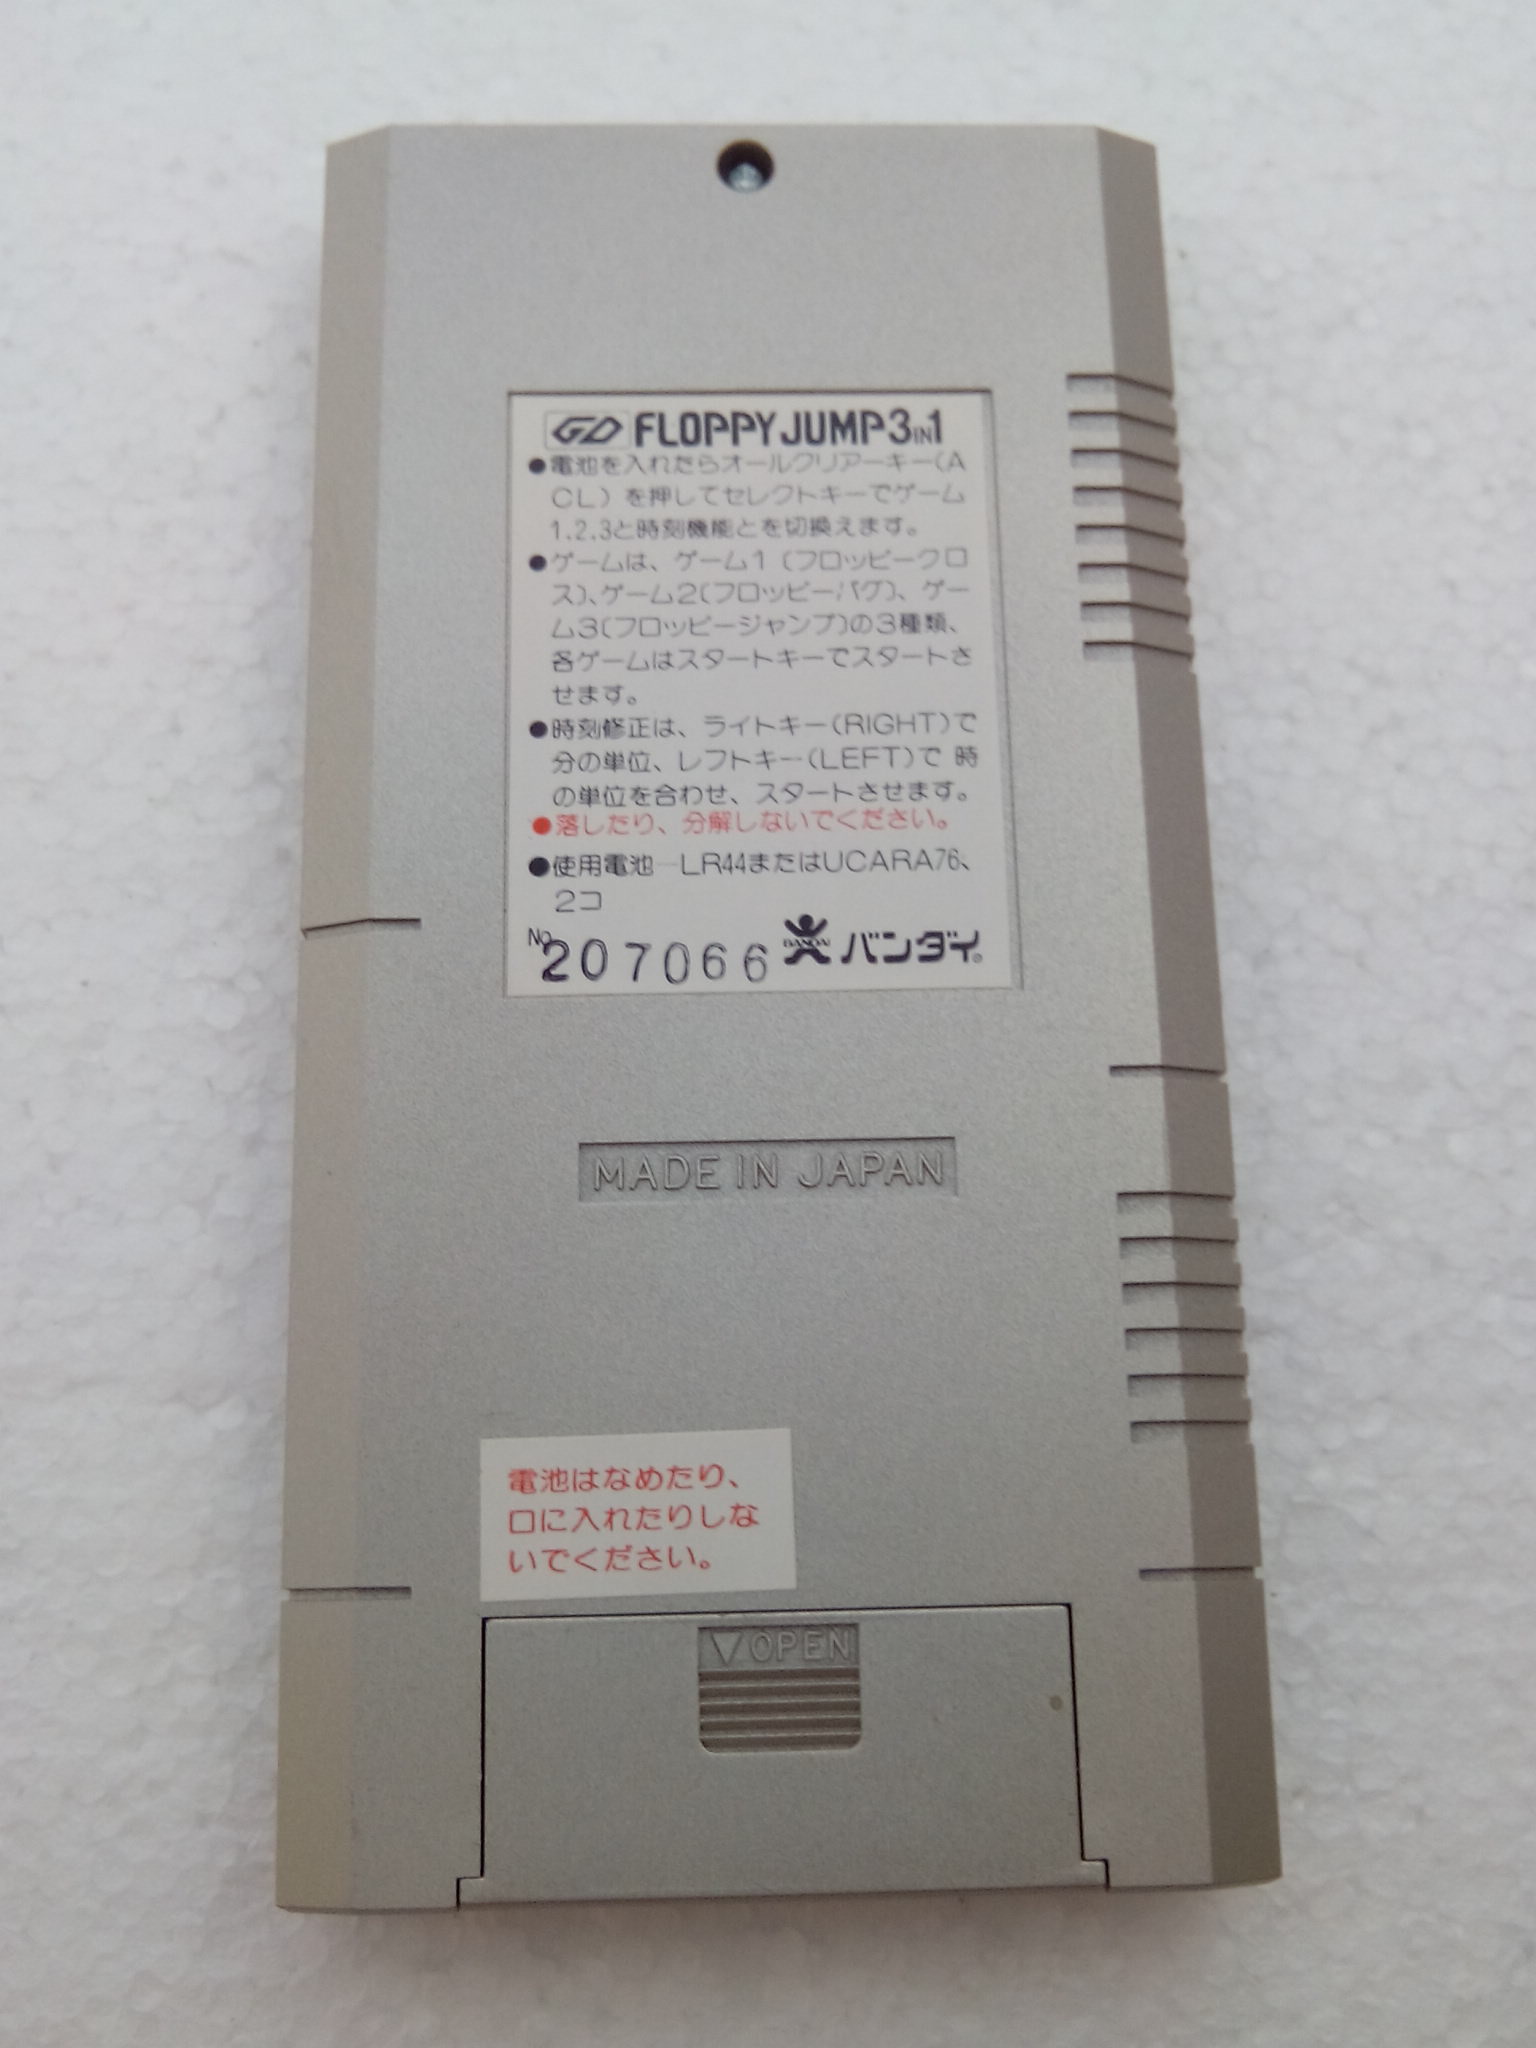 GD FLOPPY JUMP 3 IN 1
●電池を入れたらオールクリアーキー(A
CL)を押してセレクトキーでゲーム
1.2.3と時刻機能とを切換えます。
●ゲームは、ゲーム1(フロッピークロ
ス)、ゲーム2(フロッピーバグ)、ゲー
ム3(フロッピージャンプ)の3種類、
各ゲームはスタートキーでスタートさ
せます。
●時刻修正は、ライトキー(RIGHT)で
分の単位、レフトキー(LEFT)で 時
の単位を合わせ、スタートさせます。
●落したり、分解しないでください。
●使用電池—LR44またはUCARA76、
2コ
No 207066 BANDAI バンダイ®
MADE IN JAPAN
電池はなめたり、
口に入れたりしな
いでください。
▽OPEN